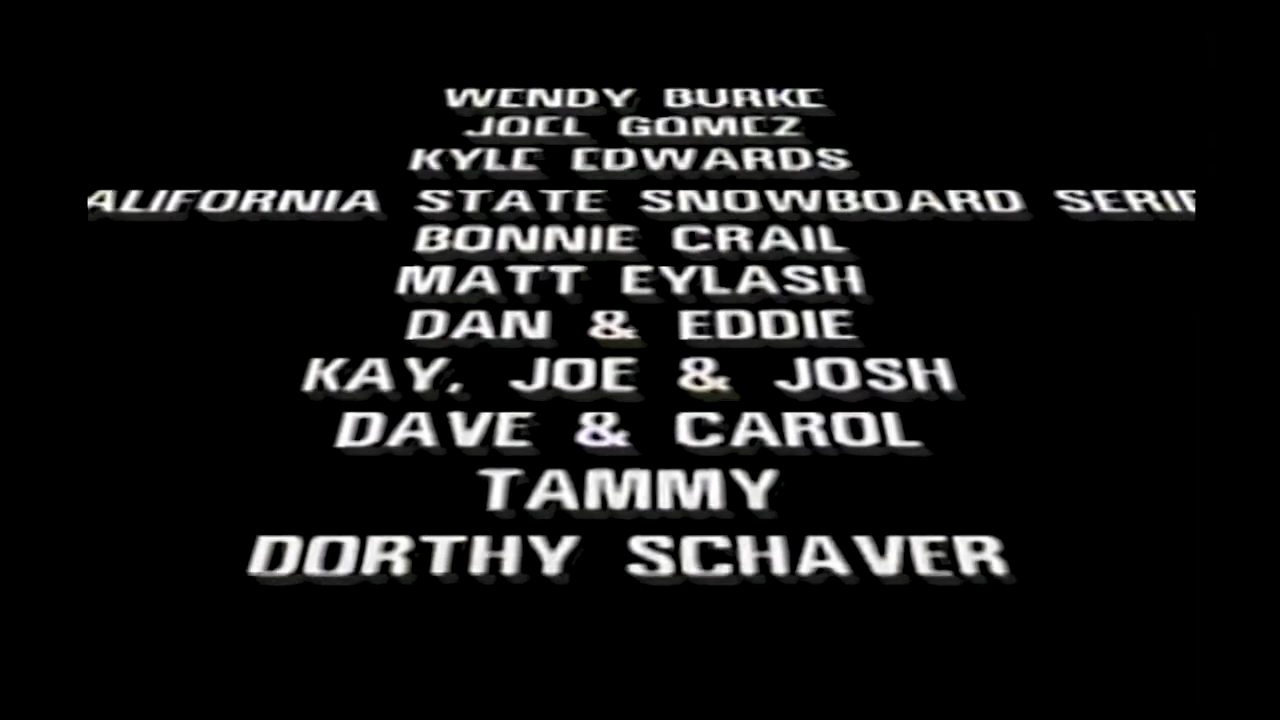 WENDY BURKE
JOEL GOMEZ
KYLE EDWARDS
ALIFORNIA STATE SNOWBOARD SERIE
BONNIE CRAIL
MATT EYLASH
DAN & EDDIE
KAY, JOE & JOSH
DAVE & CAROL
TAMMY
DORTHY SCHAVER